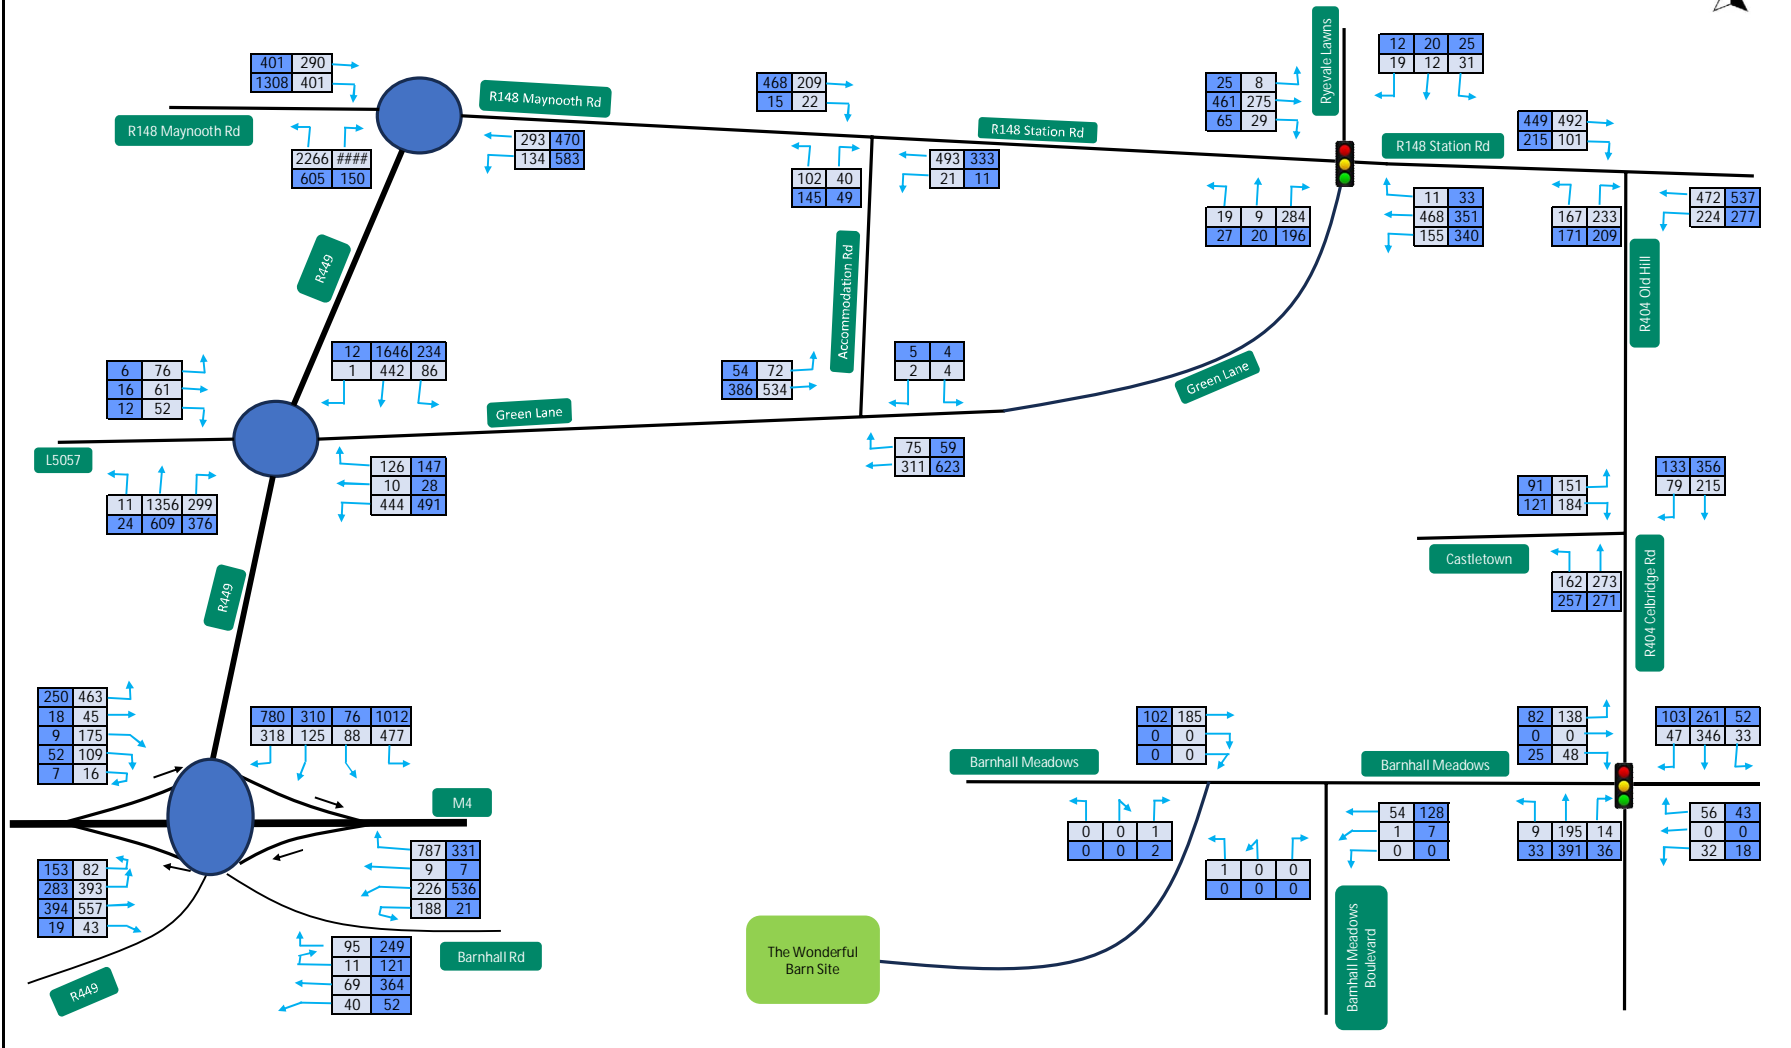 12 20 25
19 12 31
Ryevale Lawns
401 290
1308 401
R148 Maynooth Rd
468 209
15 22
25 8
461 275
65 29
R148 Maynooth Rd
R148 Station Rd
449 492
215 101
R148 Station Rd
293 470
134 583
2266 ####
605 150
493 333
21 11
102 40
145 49
11 33
468 351
155 340
19 9 284
27 20 196
167 233
171 209
472 537
224 277
R449
Accommodation Rd
R404 Old Hill
12 1646 234
1 442 86
6 76
16 61
12 52
5 4
2 4
54 72
386 534
Green Lane
Green Lane
L5057
126 147
10 28
444 491
75 59
311 623
11 1356 299
24 609 376
133 356
79 215
91 151
121 184
Castletown
162 273
257 271
R449
R404 Celbridge Rd
250 463
18 45
9 175
52 109
7 16
780 310 76 1012
318 125 88 477
102 185
0 0
0 0
82 138
0 0
25 48
103 261 52
47 346 33
Barnhall Meadows
Barnhall Meadows
M4
0 0 1
0 0 2
54 128
1 7
0 0
9 195 14
33 391 36
56 43
0 0
32 18
787 331
9 7
226 536
188 21
153 82
283 393
394 557
19 43
1 0 0
0 0 0
95 249
11 121
69 364
40 52
Barnhall Rd
R449
The Wonderful
Barn Site
Barnhall Meadows
Boulevard